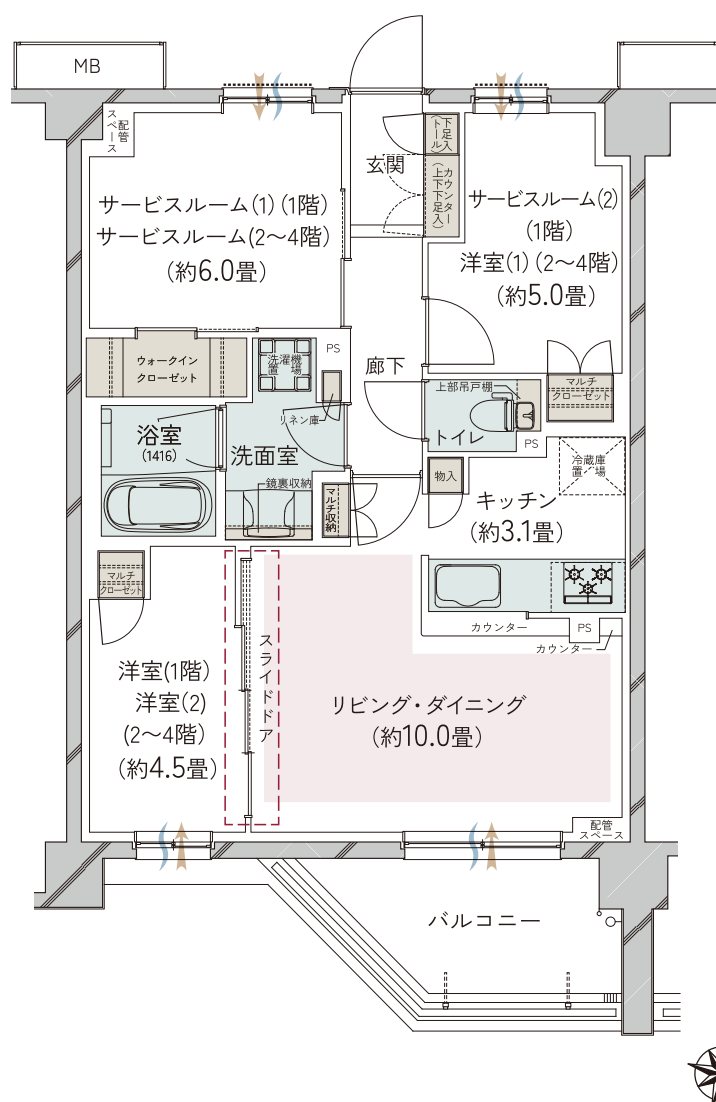 MB
配管
スペース
サービスルーム(1)(1階)
サービスルーム(2〜4階)
(約6.0畳)
玄関
下足入
(トール)
カウンター
(上下下足入)
サービスルーム(2)
(1階)
洋室(1)(2〜4階)
(約5.0畳)
ウォークイン
クローゼット
洗濯機
置場
PS
リネン庫
廊下
上部吊戸棚
トイレ
PS
マルチ
クローゼット
浴室
(1416)
洗面室
鏡裏収納
マルチ収納
物入
冷蔵庫
置場
キッチン
(約3.1畳)
マルチ
クローゼット
カウンター
PS
カウンター
スライドドア
洋室(1階)
洋室(2)
(2〜4階)
(約4.5畳)
リビング・ダイニング
(約10.0畳)
配管
スペース
バルコニー